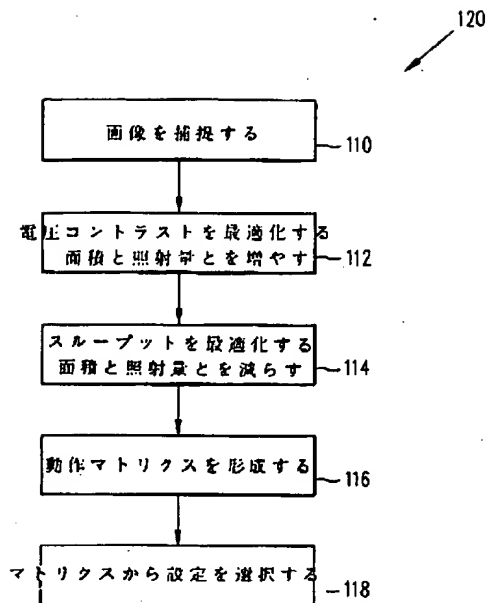 120
画像を捕捉する
110
電圧コントラストを最適化する
面積と照射量とを増やす
112
スループットを最適化する
面積と照射量とを減らす
114
動作マトリクスを形成する
116
マトリクスから設定を選択する
118